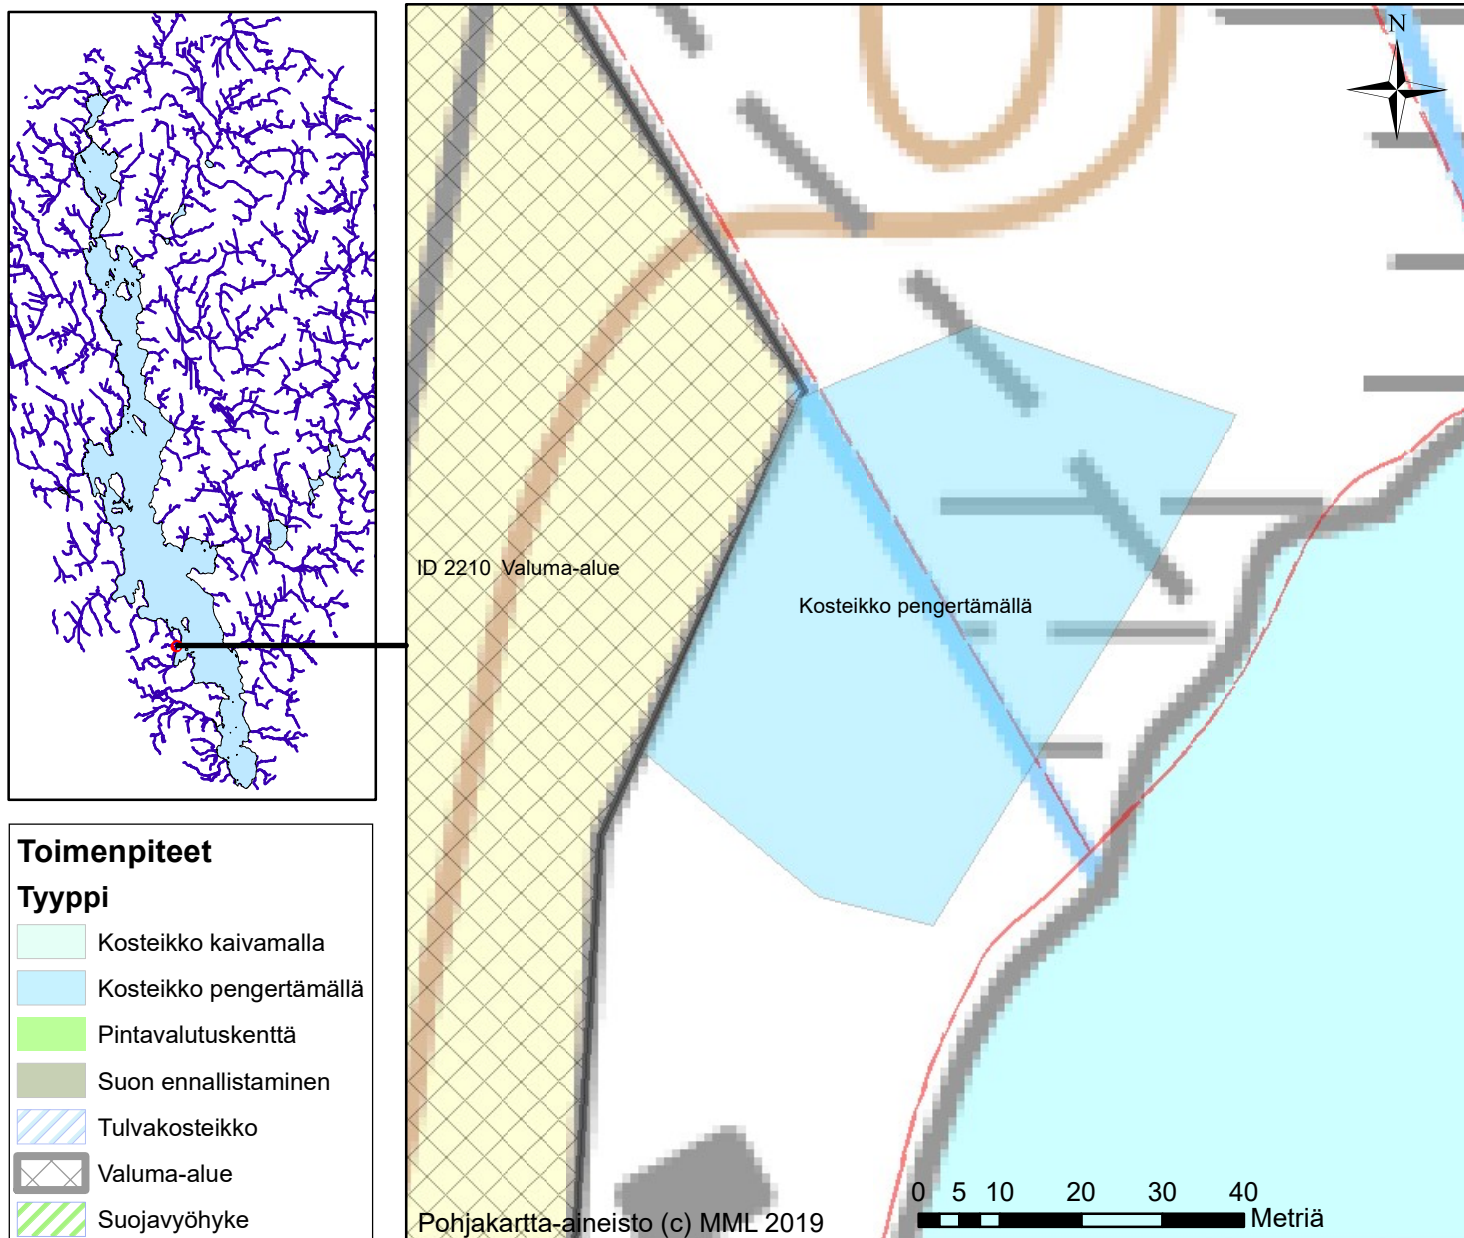 N
ID 2210 Valuma-alue
Kosteikko pengertämällä
Toimenpiteet
Tyyppi
Kosteikko kaivamalla
Kosteikko pengertämällä
Pintavalutuskenttä
Suon ennallistaminen
Tulvakosteikko
Valuma-alue
Suojavyöhyke
0 5 10 20 30 40
Metriä
Pohjakartta-aineisto (c) MML 2019